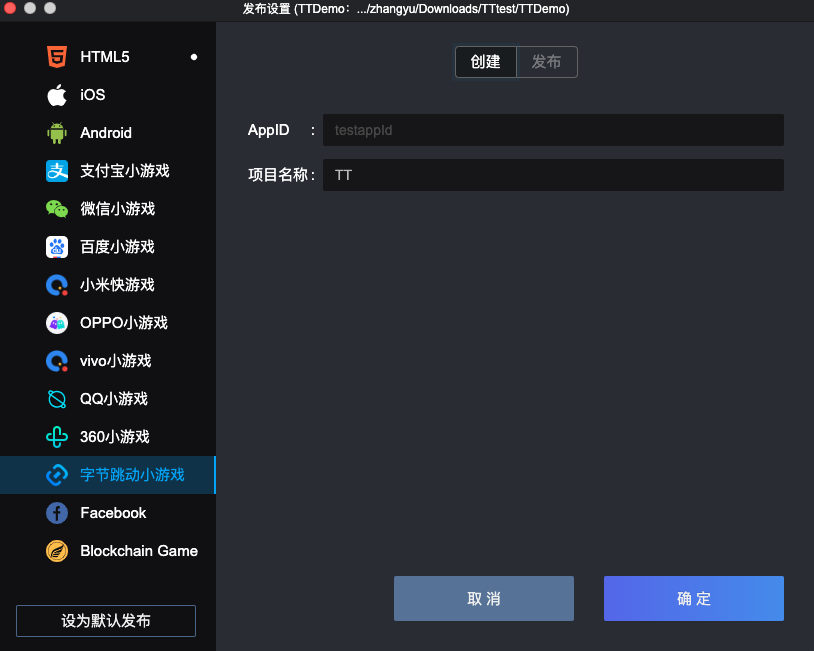 发布设置 (TTDemo：.../zhangyu/Downloads/TTtest/TTDemo)
HTML5
iOS
Android
支付宝小游戏
微信小游戏
百度小游戏
小米快游戏
OPPO小游戏
vivo小游戏
QQ小游戏
360小游戏
字节跳动小游戏
Facebook
Blockchain Game
设为默认发布
创建 发布
AppID : testappId
项目名称 : TT
取 消 确 定